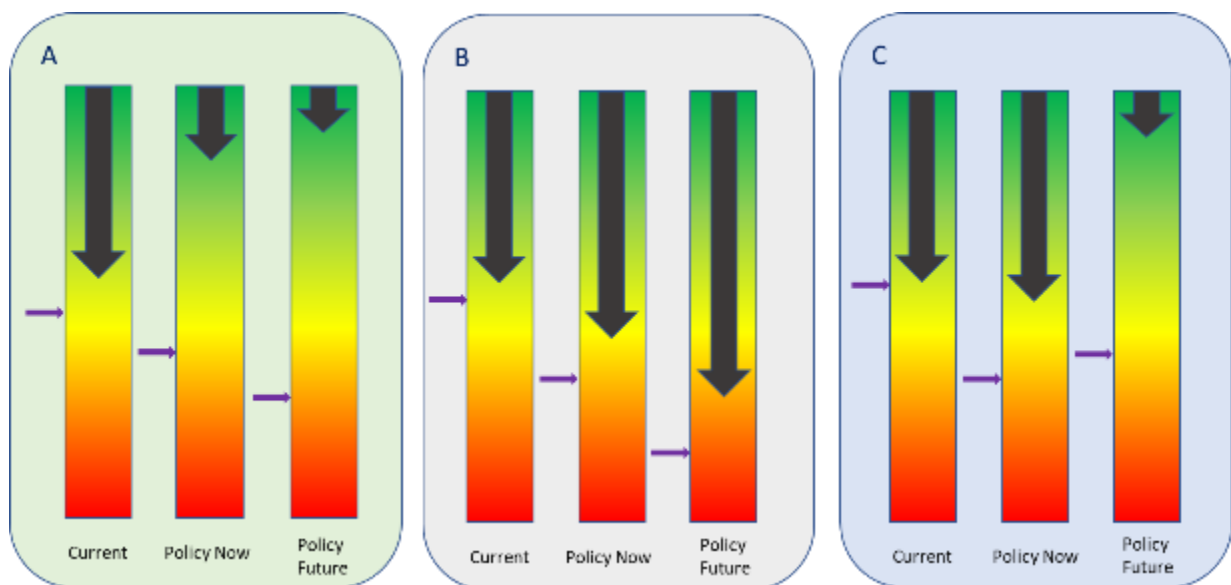 A
Current
Policy Now
Policy
Future
B
Current
Policy Now
Policy
Future
C
Current
Policy Now
Policy
Future